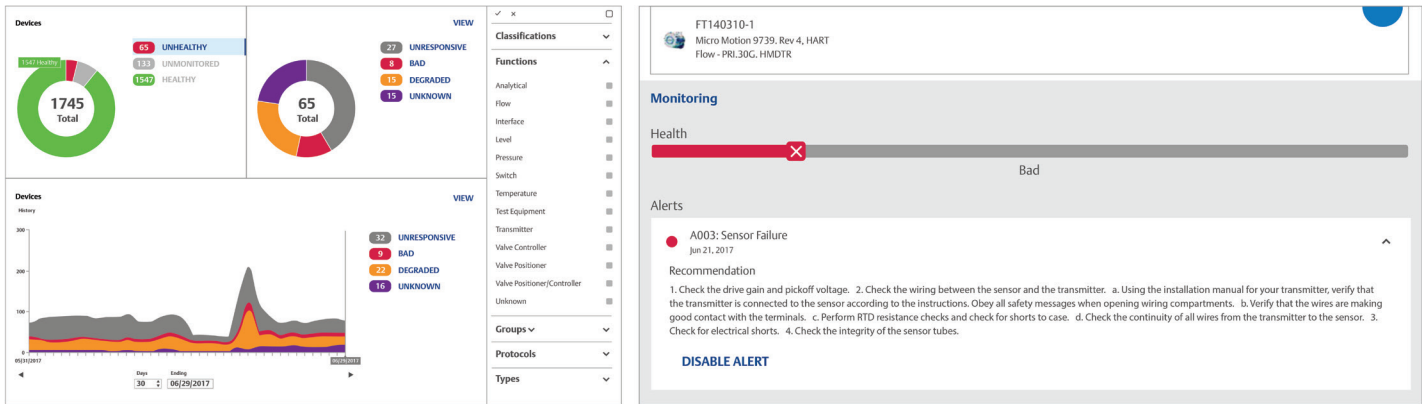 Devices
VIEW
65 UNHEALTHY
133 UNMONITORED
1547 HEALTHY
1547 Healthy
1745
Total
27 UNRESPONSIVE
8 BAD
15 DEGRADED
15 UNKNOWN
65
Total
Devices
VIEW
History
300
200
100
0
05/31/2017
06/29/2017
32 UNRESPONSIVE
9 BAD
22 DEGRADED
16 UNKNOWN
Days
Ending
30
06/29/2017
Classifications
Functions
Analytical
Flow
Interface
Level
Pressure
Switch
Temperature
Test Equipment
Transmitter
Valve Controller
Valve Positioner
Valve Positioner/Controller
Unknown
Groups
Protocols
Types
FT140310-1
Micro Motion 9739. Rev 4, HART
Flow - PRI.30G. HMDTR
Monitoring
Health
Bad
Alerts
A003: Sensor Failure
Jun 21, 2017
Recommendation
1. Check the drive gain and pickoff voltage. 2. Check the wiring between the sensor and the transmitter. a. Using the installation manual for your transmitter, verify that
the transmitter is connected to the sensor according to the instructions. Obey all safety messages when opening wiring compartments. b. Verify that the wires are making
good contact with the terminals. c. Perform RTD resistance checks and check for shorts to case. d. Check the continuity of all wires from the transmitter to the sensor. 3.
Check for electrical shorts. 4. Check the integrity of the sensor tubes.
DISABLE ALERT